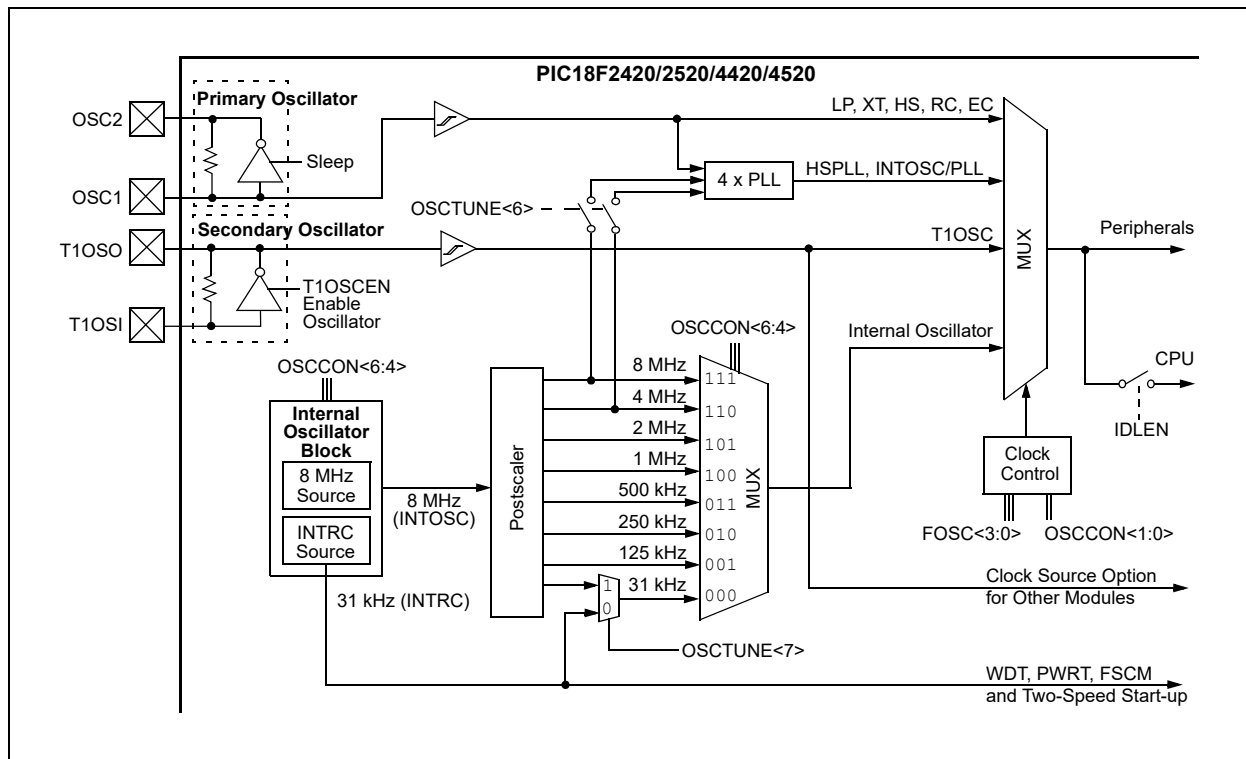 PIC18F2420/2520/4420/4520
Primary Oscillator
OSC2
Sleep
OSC1
LP, XT, HS, RC, EC
4 x PLL
HSPLL, INTOSC/PLL
OSCTUNE<6>
Secondary Oscillator
T1OSO
T1OSCEN
Enable
Oscillator
T1OSI
T1OSC
MUX
Peripherals
Internal Oscillator
CPU
IDLEN
Clock
Control
FOSC<3:0>
OSCCON<1:0>
OSCCON<6:4>
Internal
Oscillator
Block
8 MHz
Source
INTRC
Source
8 MHz
(INTOSC)
31 kHz (INTRC)
Postscaler
OSCCON<6:4>
8 MHz
111
4 MHz
110
2 MHz
101
1 MHz
100
500 kHz
011
250 kHz
010
125 kHz
001
1
0
31 kHz
000
MUX
OSCTUNE<7>
Clock Source Option
for Other Modules
WDT, PWRT, FSCM
and Two-Speed Start-up